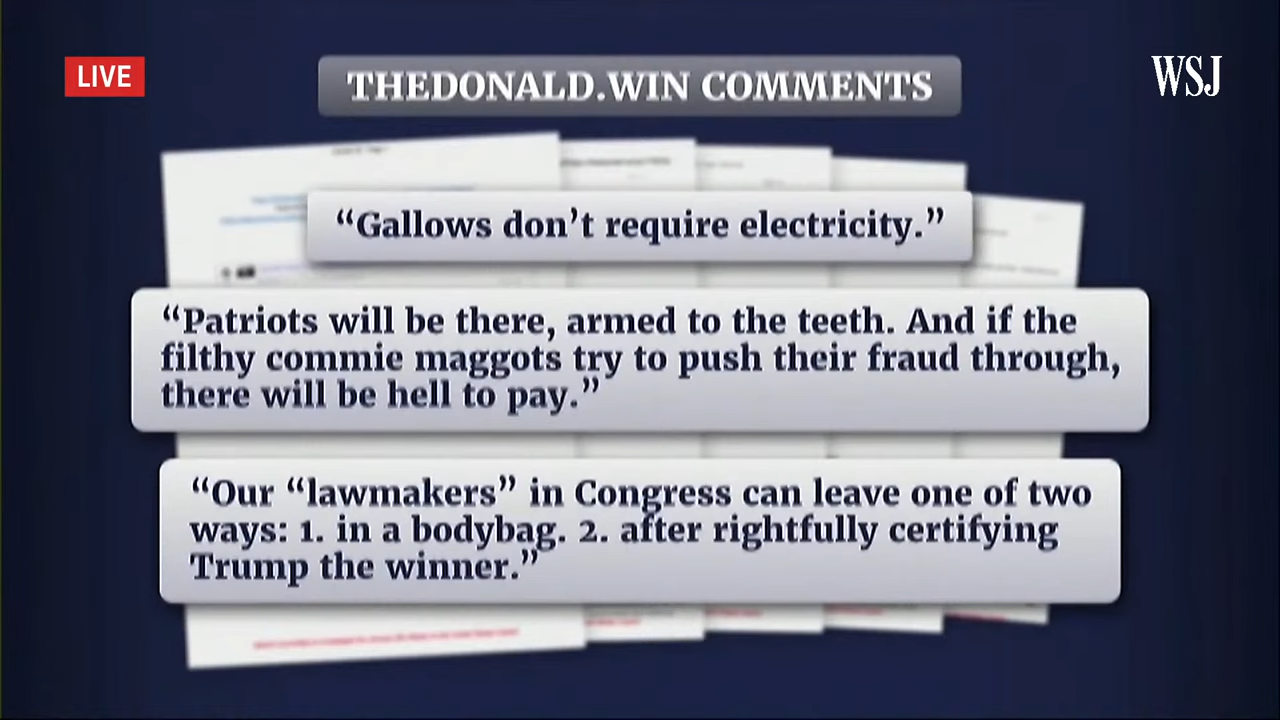 LIVE
WSJ
THEDONALD.WIN COMMENTS
“Gallows don’t require electricity.”
“Patriots will be there, armed to the teeth. And if the
filthy commie maggots try to push their fraud through,
there will be hell to pay.”
“Our “lawmakers” in Congress can leave one of two
ways: 1. in a bodybag. 2. after rightfully certifying
Trump the winner.”